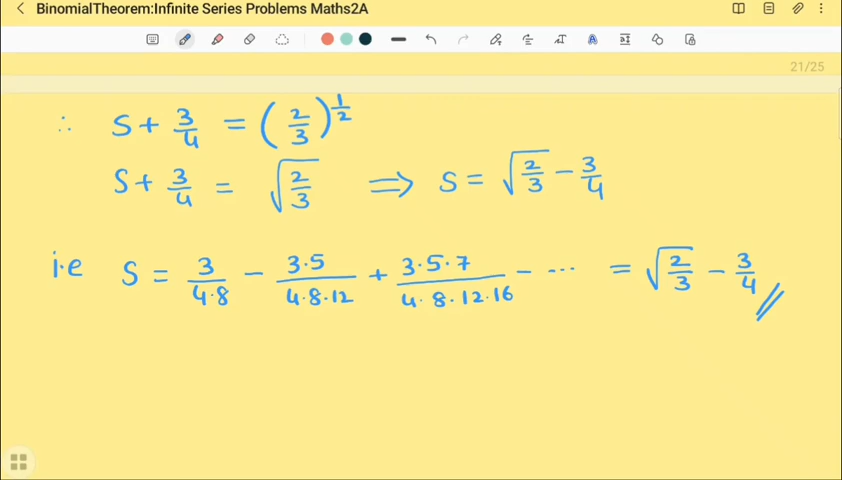 BinomialTheorem:Infinite Series Problems Maths2A
21/25
∴ S + 3/4 = (2/3)^1/2
S + 3/4 = √(2/3) ⟹ S = √(2/3) - 3/4
i.e S = 3/(4·8) - (3·5)/(4·8·12) + (3·5·7)/(4·8·12·16) - ... = √(2/3) - 3/4